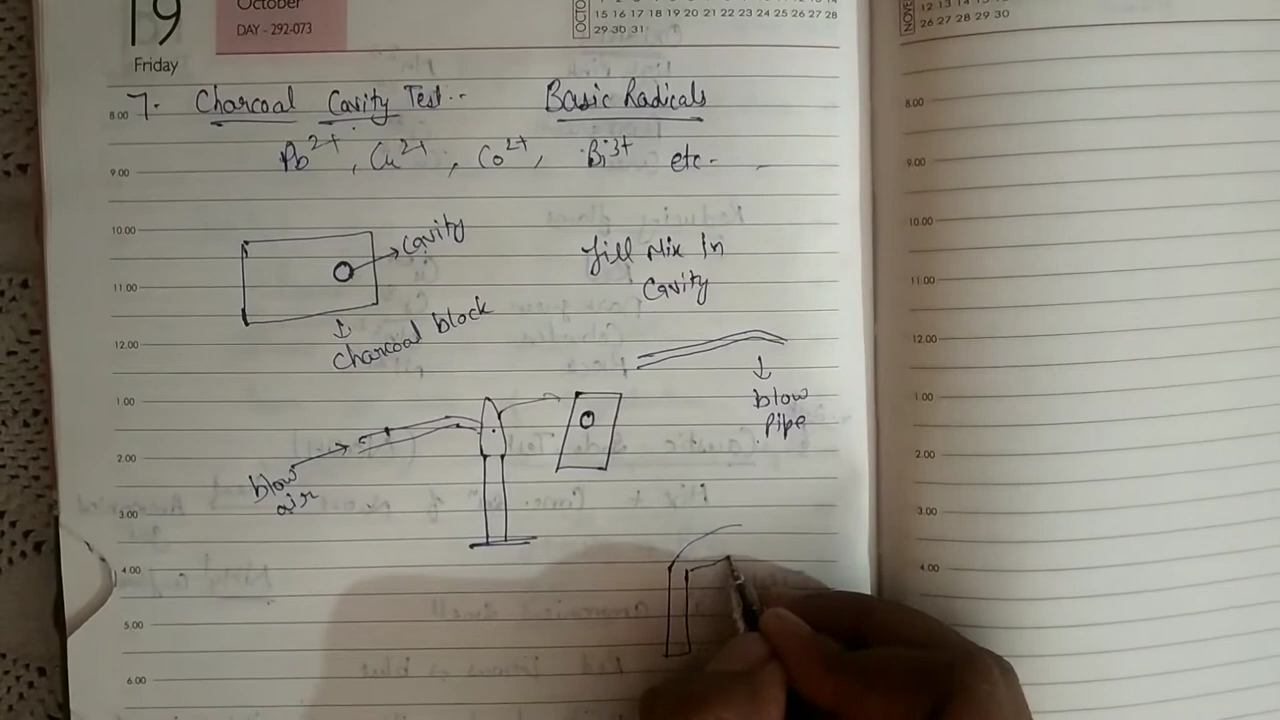 19
October
DAY - 292-073
Friday
OCTO
15 16 17 18 19 20 21 22 23 24 25 26 27 28
29 30 31
NOVE
26 27 28 29 30
7. Charcoal Cavity Test.- Basic Radicals
Pb2+, Cu2+, Co2+, Bi3+ etc.
Cavity
Charcoal block
fill Mix in
Cavity
blow
Pipe
blow
air
8.00
9.00
10.00
11.00
12.00
1.00
2.00
3.00
4.00
5.00
6.00
8.00
9.00
10.00
11.00
12.00
1.00
2.00
3.00
4.00